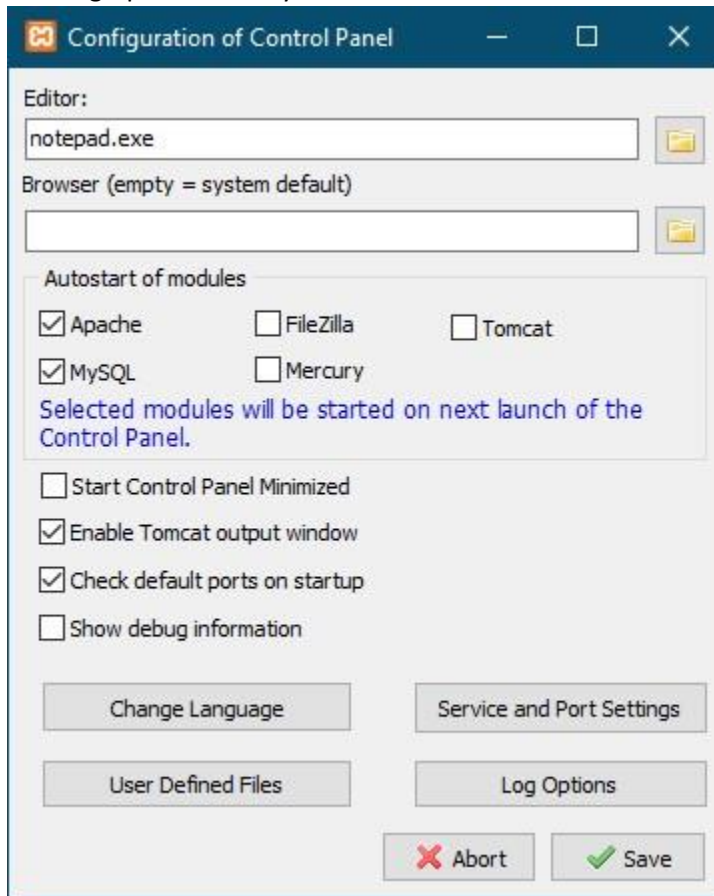 Configuration of Control Panel
Editor:
notepad.exe
Browser (empty = system default)
Autostart of modules
Apache FileZilla Tomcat
MySQL Mercury
Selected modules will be started on next launch of the
Control Panel.
Start Control Panel Minimized
Enable Tomcat output window
Check default ports on startup
Show debug information
Change Language Service and Port Settings
User Defined Files Log Options
Abort Save